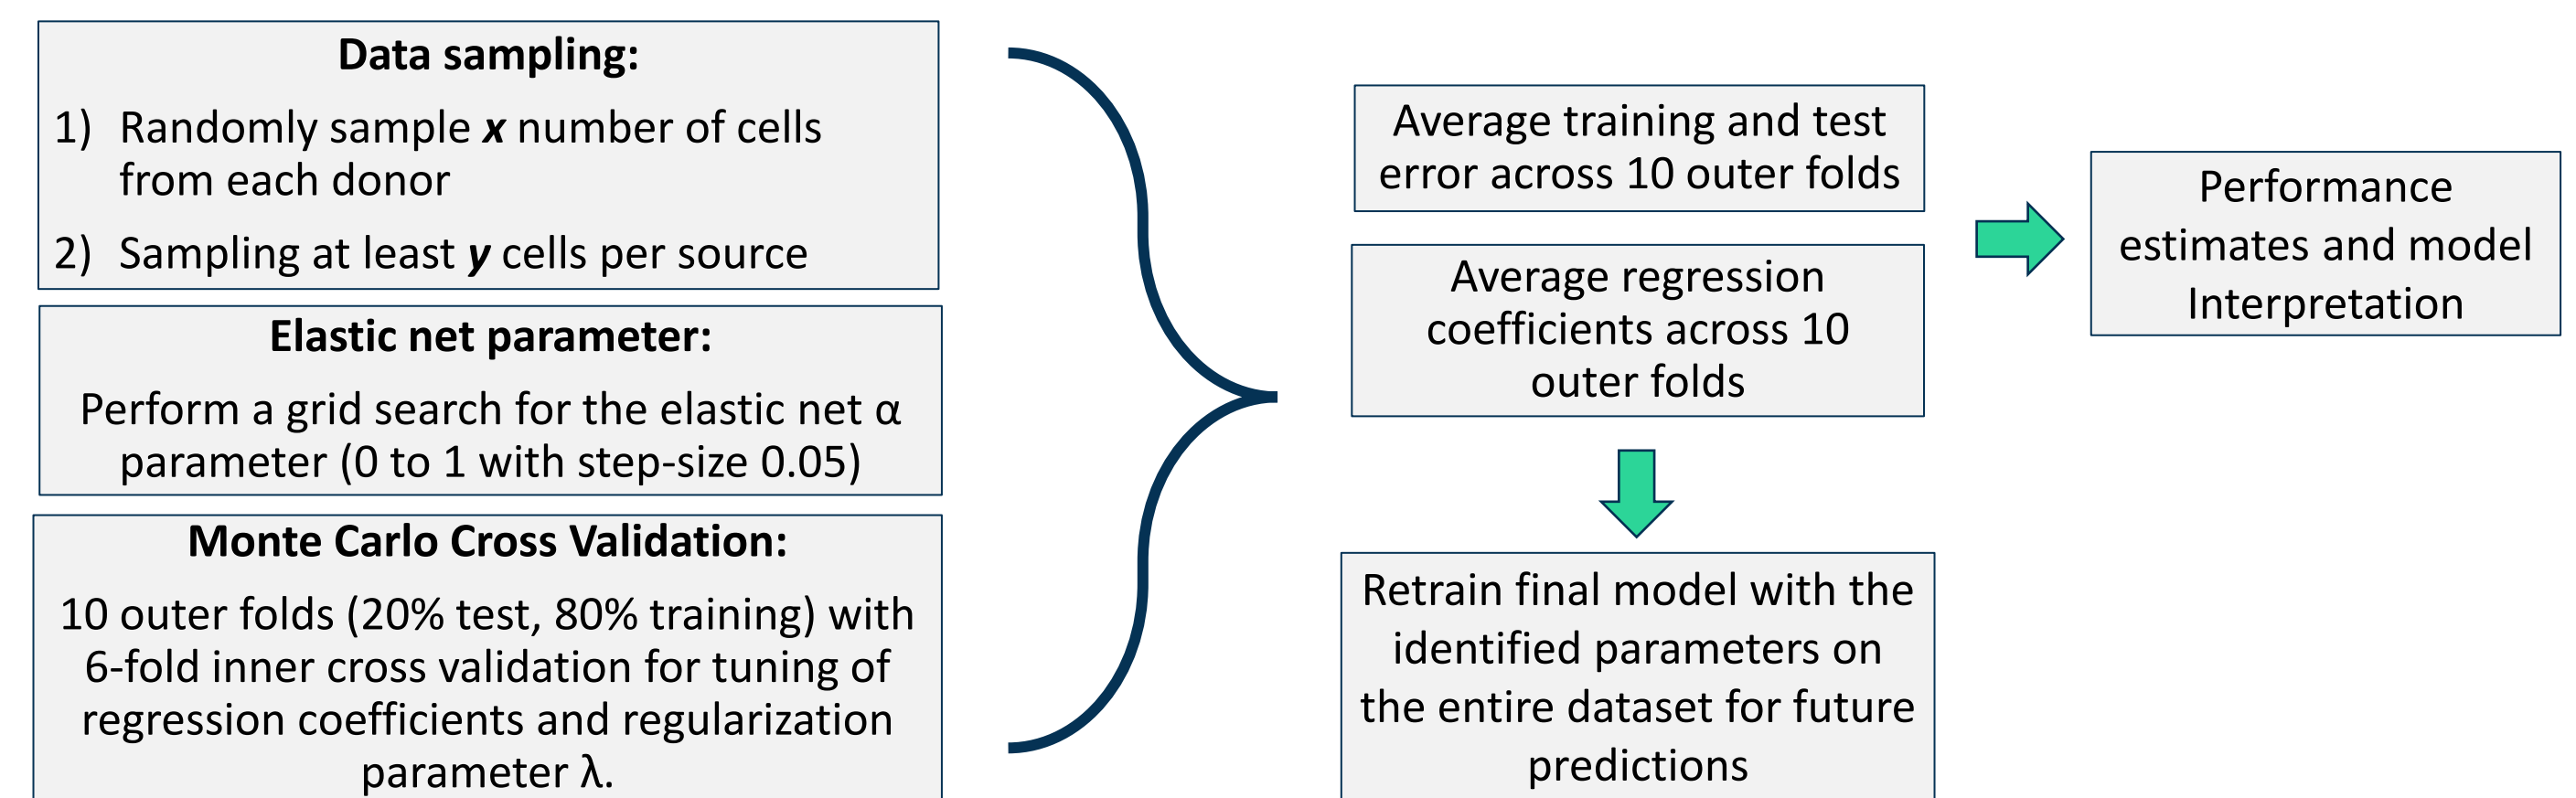 Data sampling:
1) Randomly sample x number of cells
from each donor
2) Sampling at least y cells per source
Elastic net parameter:
Perform a grid search for the elastic net α
parameter (0 to 1 with step-size 0.05)
Monte Carlo Cross Validation:
10 outer folds (20% test, 80% training) with
6-fold inner cross validation for tuning of
regression coefficients and regularization
parameter λ.
Average training and test
error across 10 outer folds
Average regression
coefficients across 10
outer folds
Retrain final model with the
identified parameters on
the entire dataset for future
predictions
Performance
estimates and model
Interpretation